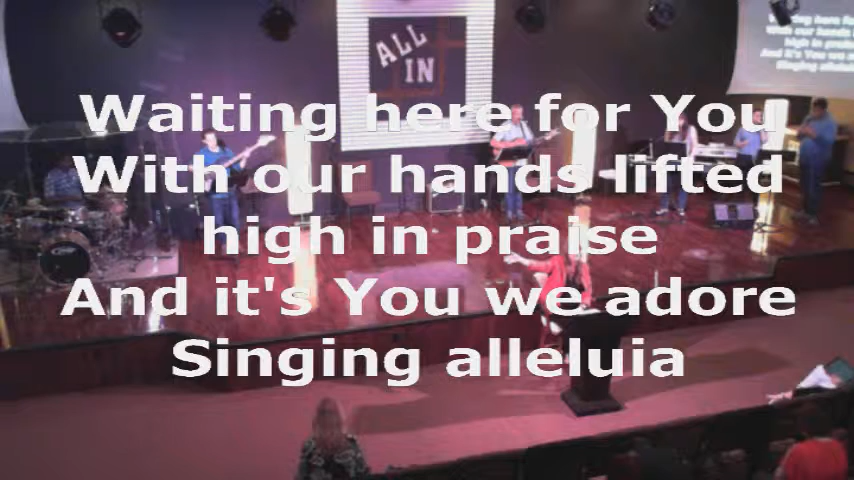 ALL
IN
Waiting here for You
With our hands lifted
high in praise
And it's You we adore
Singing alleluia